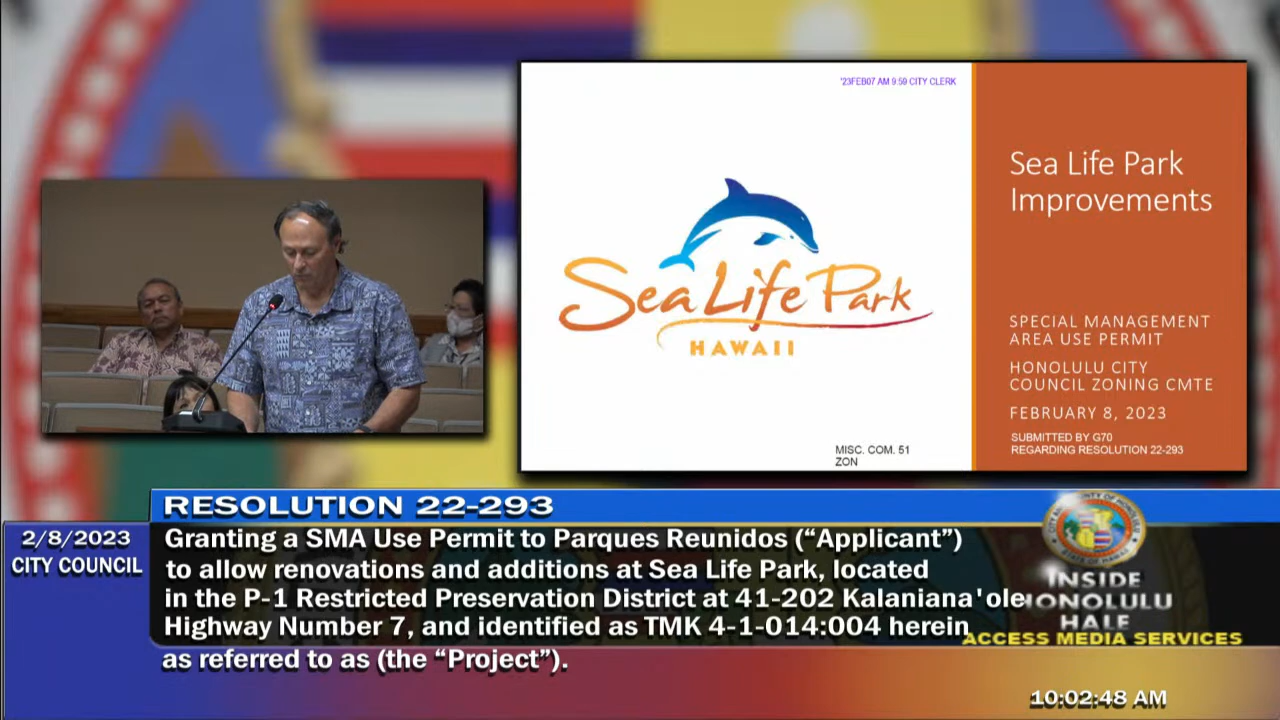 '23FEB07 AM 9:59 CITY CLERK
Sea Life Park
HAWAII
MISC. COM. 51
ZON
Sea Life Park
Improvements
SPECIAL MANAGEMENT
AREA USE PERMIT
HONOLULU CITY
COUNCIL ZONING CMTE
FEBRUARY 8, 2023
SUBMITTED BY G70
REGARDING RESOLUTION 22-293
RESOLUTION 22-293
2/8/2023
CITY COUNCIL
Granting a SMA Use Permit to Parques Reunidos (“Applicant”)
to allow renovations and additions at Sea Life Park, located
in the P-1 Restricted Preservation District at 41-202 Kalaniana'ole
Highway Number 7, and identified as TMK 4-1-014:004 herein
as referred to as (the “Project”).
INSIDE
HONOLULU
HALE
ACCESS MEDIA SERVICES
10:02:48 AM